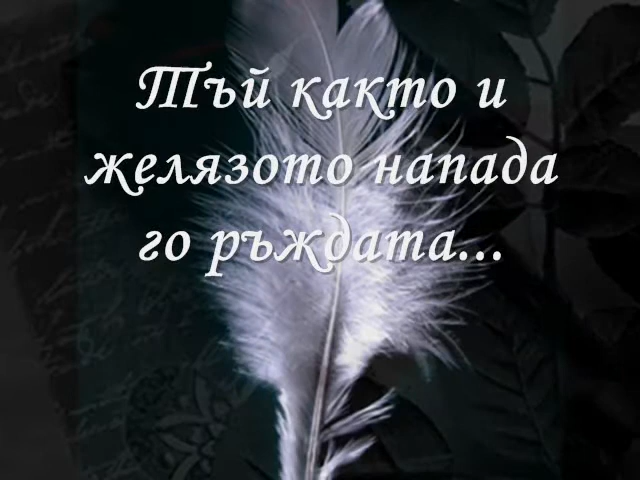 Тъй както и
желязото напада
го ръждата...